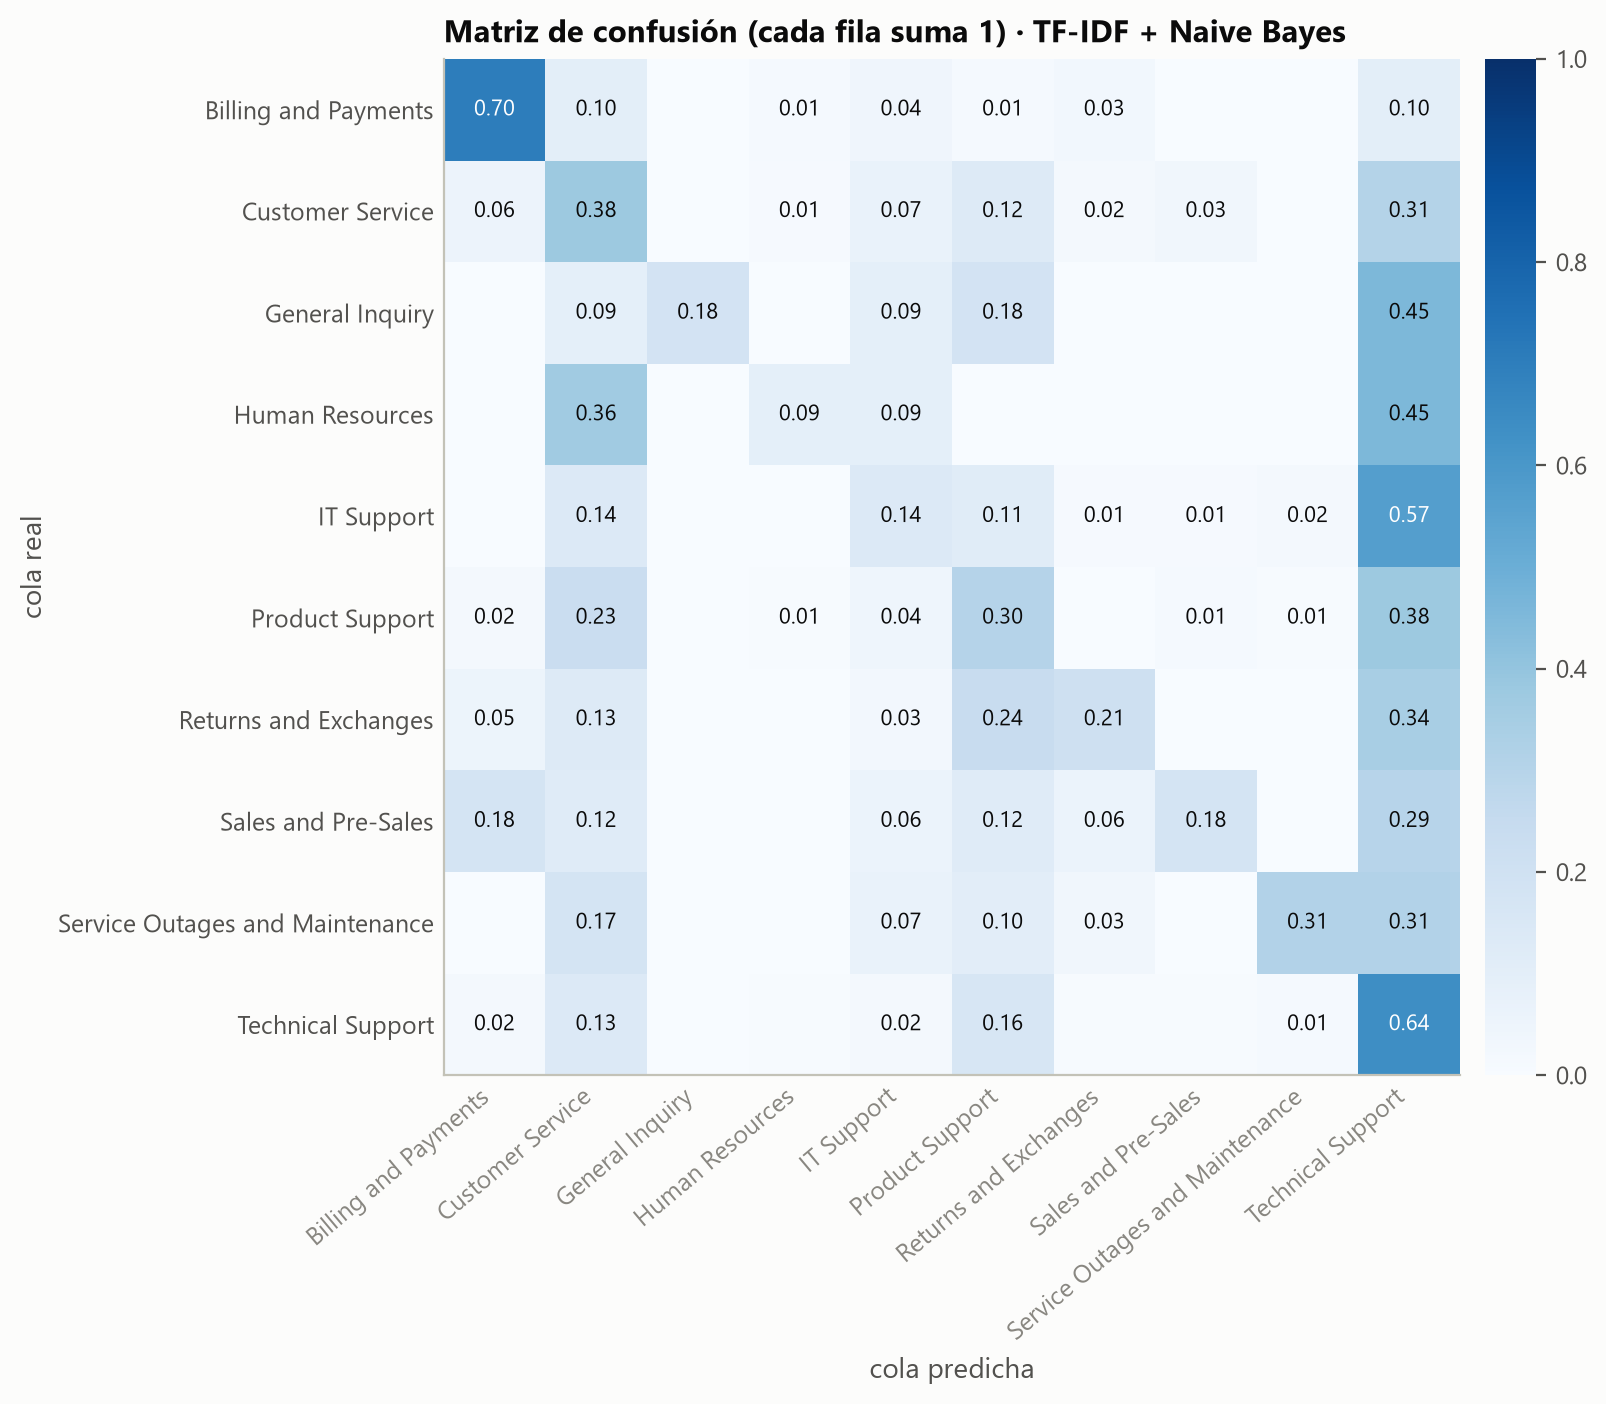 Matriz de confusión (cada fila suma 1) · TF-IDF + Naive Bayes
Billing and Payments 0.70 0.10 0.01 0.04 0.01 0.03 0.10
Customer Service 0.06 0.38 0.01 0.07 0.12 0.02 0.03 0.31
General Inquiry 0.09 0.18 0.09 0.18 0.45
Human Resources 0.36 0.09 0.09 0.45
IT Support 0.14 0.14 0.11 0.01 0.01 0.02 0.57
Product Support 0.02 0.23 0.01 0.04 0.30 0.01 0.01 0.38
Returns and Exchanges 0.05 0.13 0.03 0.24 0.21 0.34
Sales and Pre-Sales 0.18 0.12 0.06 0.12 0.06 0.18 0.29
Service Outages and Maintenance 0.17 0.07 0.10 0.03 0.31 0.31
Technical Support 0.02 0.13 0.02 0.16 0.01 0.64
cola real
Billing and Payments
Customer Service
General Inquiry
Human Resources
IT Support
Product Support
Returns and Exchanges
Sales and Pre-Sales
Service Outages and Maintenance
Technical Support
cola predicha
1.0
0.8
0.6
0.4
0.2
0.0